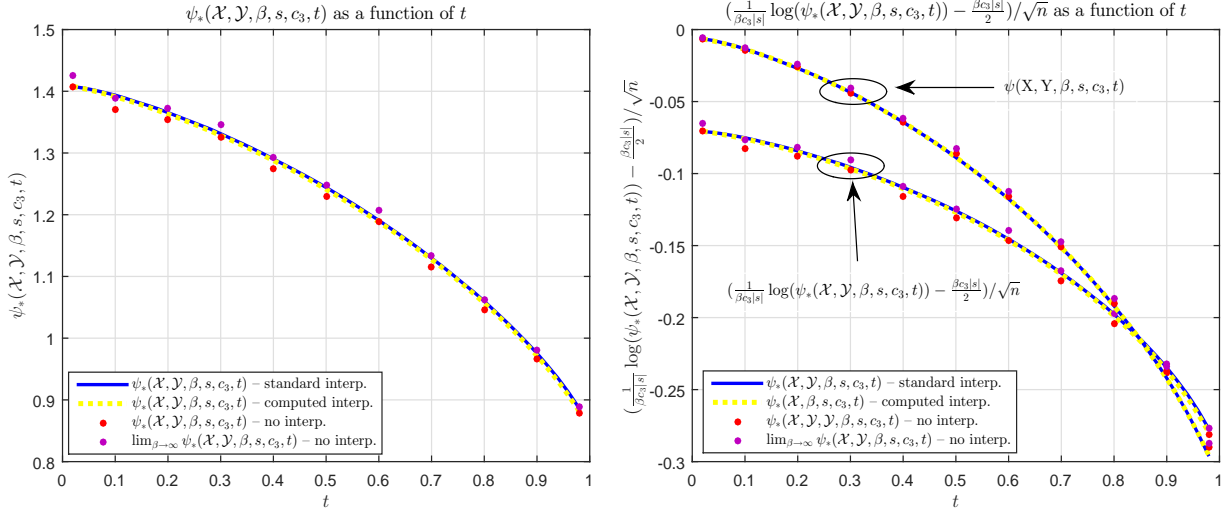 ψ∗(𝒳, 𝒴, β, s, c₃, t) as a function of t
1.5
1.4
1.3
1.2
1.1
1
0.9
0.8
ψ∗(𝒳, 𝒴, β, s, c₃, t)
ψ∗(𝒳, 𝒴, β, s, c₃, t) – standard interp.
ψ∗(𝒳, 𝒴, β, s, c₃, t) – computed interp.
ψ∗(𝒳, 𝒴, β, s, c₃, t) – no interp.
lim_{β→∞} ψ∗(𝒳, 𝒴, β, s, c₃, t) – no interp.
0 0.1 0.2 0.3 0.4 0.5 0.6 0.7 0.8 0.9 1
t
(\frac{1}{βc₃|s|} log(ψ∗(𝒳, 𝒴, β, s, c₃, t)) − \frac{βc₃|s|}{2})/√n as a function of t
0
-0.05
-0.1
-0.15
-0.2
-0.25
-0.3
(\frac{1}{βc₃|s|} log(ψ∗(𝒳, 𝒴, β, s, c₃, t)) − \frac{βc₃|s|}{2})/√n
ψ(X, Y, β, s, c₃, t)
(\frac{1}{βc₃|s|} log(ψ∗(𝒳, 𝒴, β, s, c₃, t)) − \frac{βc₃|s|}{2})/√n
ψ∗(𝒳, 𝒴, β, s, c₃, t) – standard interp.
ψ∗(𝒳, β, s, c₃, t) – computed interp.
ψ∗(𝒳, 𝒴, 𝒴, β, s, c₃, t) – no interp.
lim_{β→∞} ψ∗(𝒳, 𝒴, β, s, c₃, t) – no interp.
0 0.1 0.2 0.3 0.4 0.5 0.6 0.7 0.8 0.9 1
t